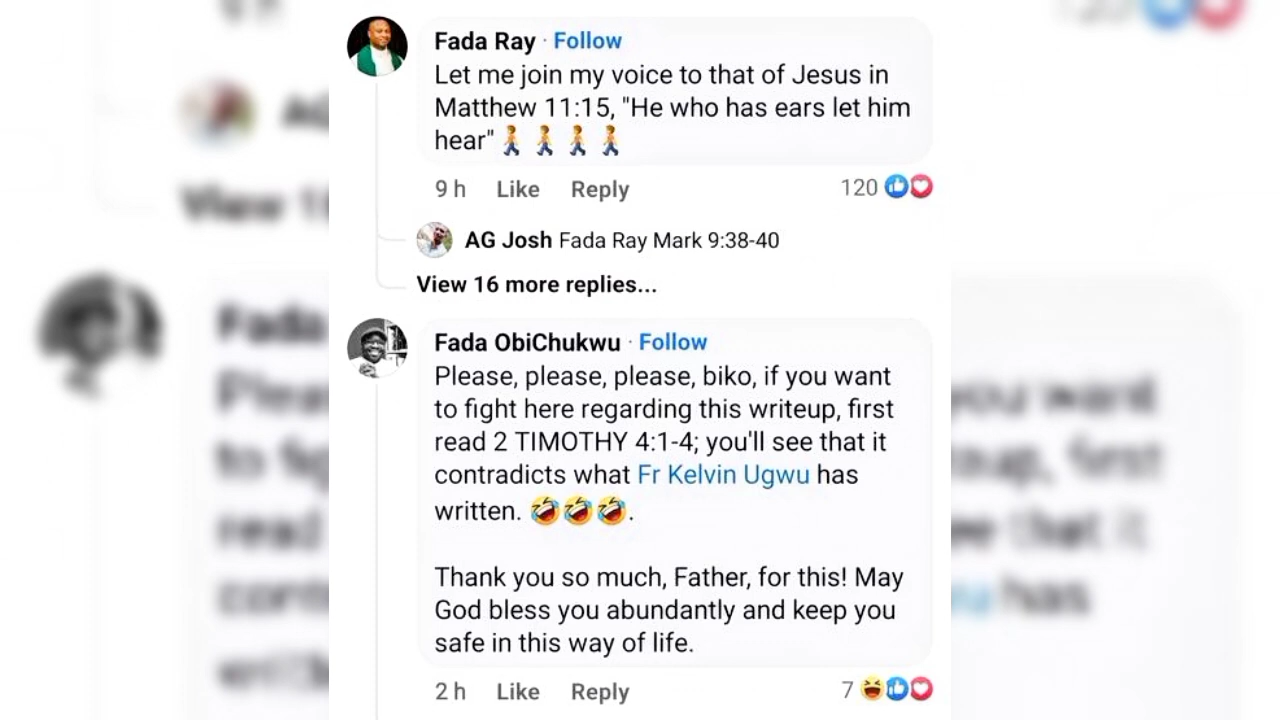 Fada Ray · Follow
Let me join my voice to that of Jesus in
Matthew 11:15, "He who has ears let him
hear" 🚶🚶🚶🚶
9 h Like Reply 120
AG Josh Fada Ray Mark 9:38-40
View 16 more replies...
Fada ObiChukwu · Follow
Please, please, please, biko, if you want
to fight here regarding this writeup, first
read 2 TIMOTHY 4:1-4; you'll see that it
contradicts what Fr Kelvin Ugwu has
written. 🤣🤣🤣.
Thank you so much, Father, for this! May
God bless you abundantly and keep you
safe in this way of life.
2 h Like Reply 7